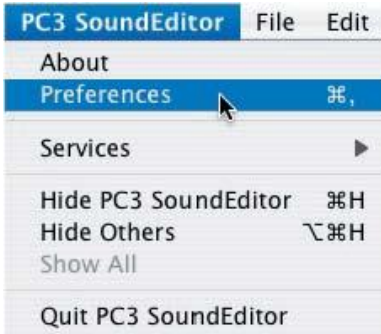 PC3 SoundEditor File Edit
About
Preferences ⌘,
Services
Hide PC3 SoundEditor ⌘H
Hide Others ⌥⌘H
Show All
Quit PC3 SoundEditor